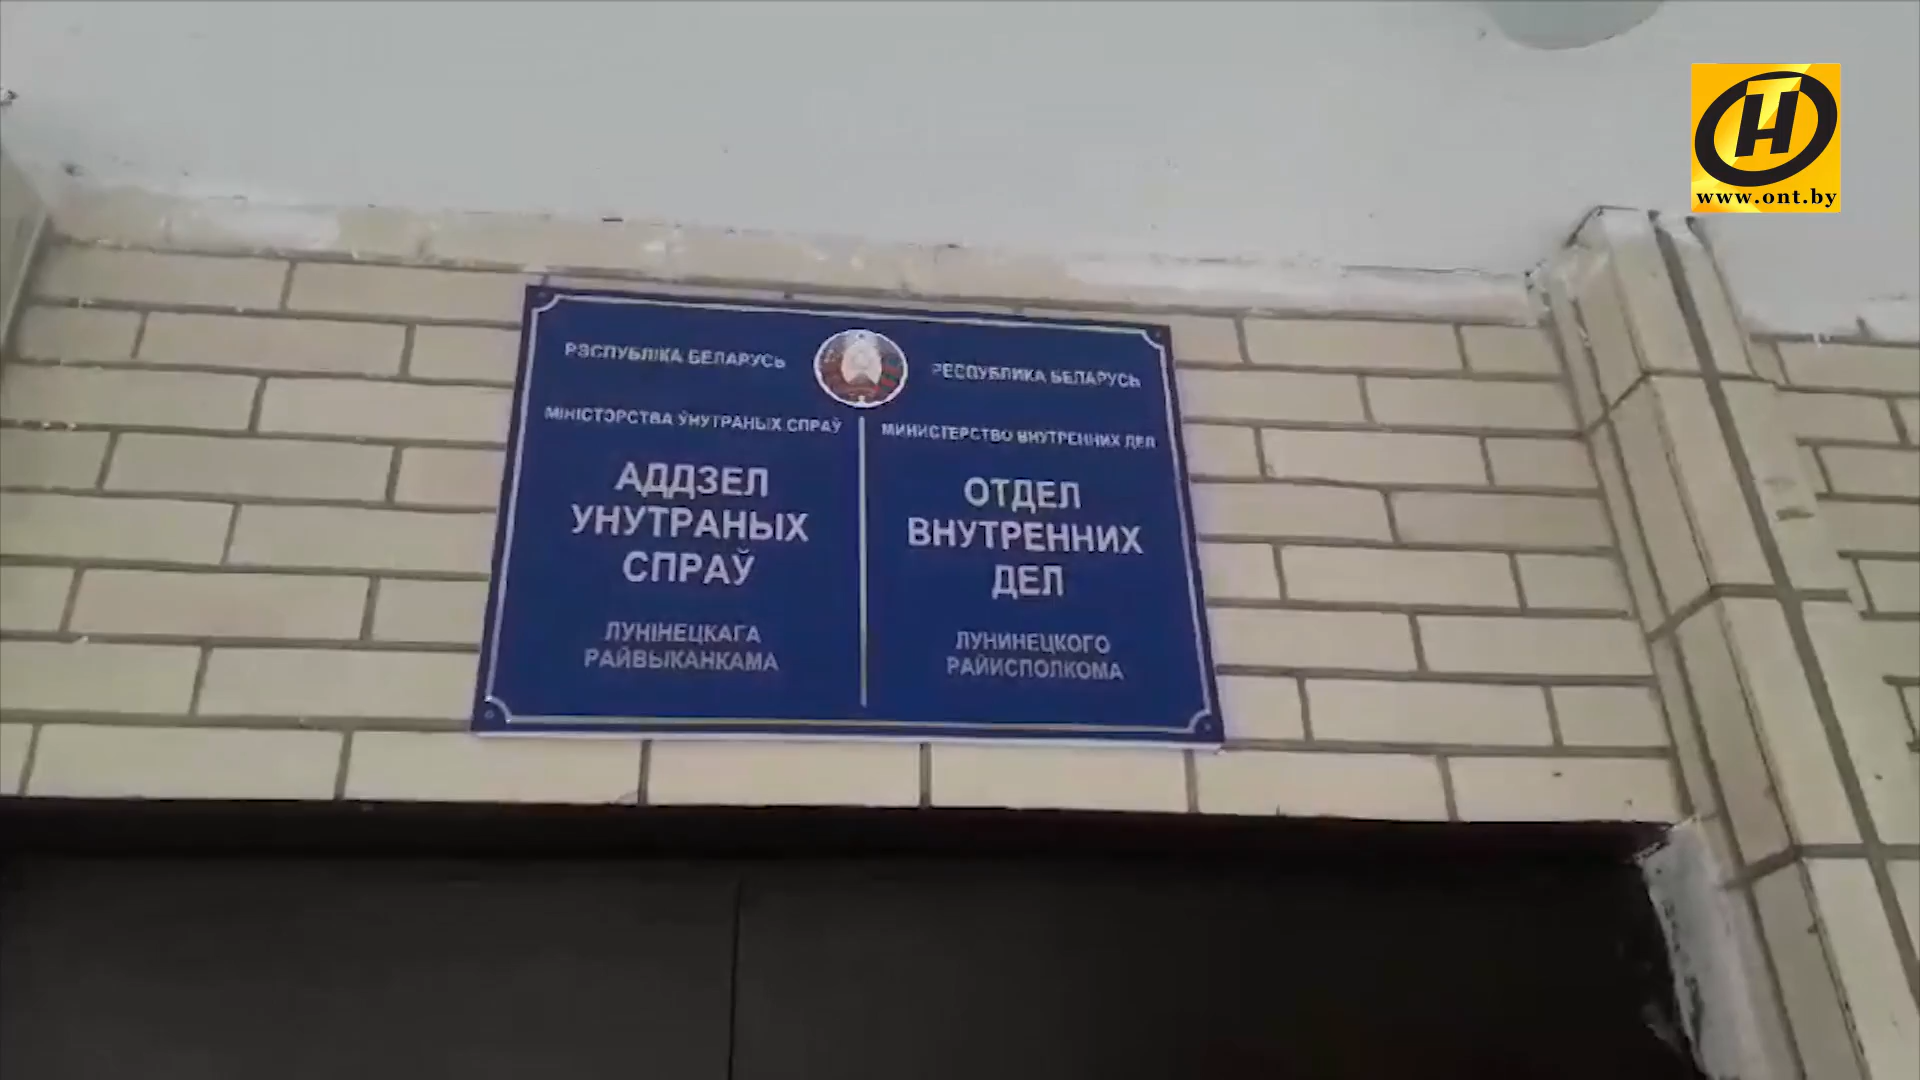 РЭСПУБЛІКА БЕЛАРУСЬ
МІНІСТЭРСТВА ЎНУТРАНЫХ СПРАЎ
АДДЗЕЛ
УНУТРАНЫХ
СПРАЎ
ЛУНІНЕЦКАГА
РАЙВЫКАНКАМА
РЕСПУБЛИКА БЕЛАРУСЬ
МИНИСТЕРСТВО ВНУТРЕННИХ ДЕЛ
ОТДЕЛ
ВНУТРЕННИХ
ДЕЛ
ЛУНИНЕЦКОГО
РАЙИСПОЛКОМА
ОНТ
www.ont.by